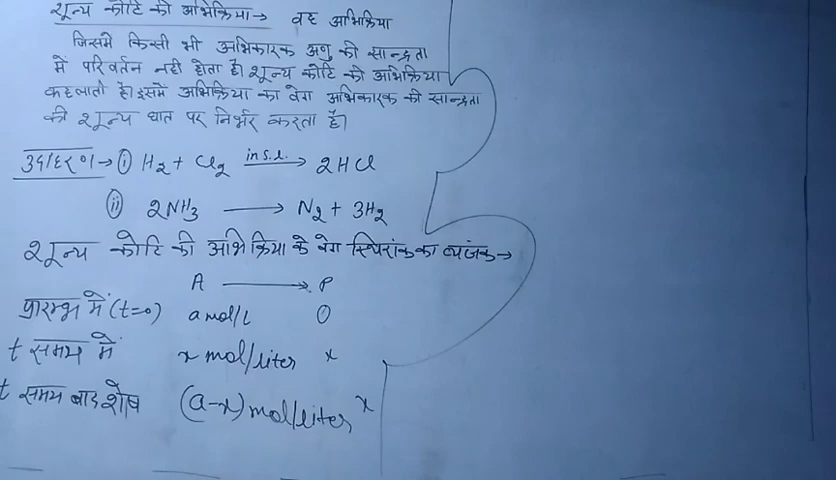 शून्य कोटि की अभिक्रिया→ वह अभिक्रिया
जिसमे किसी भी अभिकारक अणु की सान्द्रता
मे परिवर्तन नही होता है। शून्य कोटि की अभिक्रिया
कहलाती है। इसमे अभिक्रिया का वेग अभिकारक की सान्द्रता
की शून्य घात पर निर्भर करता है।
उदाहरण→ (i) H₂ + Cl₂ in S.L. → 2HCl
(ii) 2NH₃ → N₂ + 3H₂
शून्य कोटि की अभिक्रिया के वेग स्थिरांक का व्यंजक→
A → P
प्रारम्भ में (t=0) a mol/L 0
t समय में x mol/liter x
t समय बाद शेष (a-x) mol/liter x